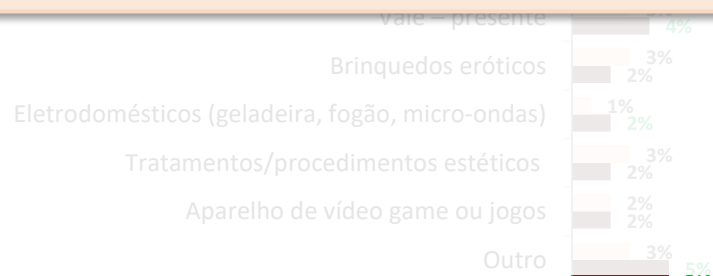 Vale – presente
4%
Brinquedos eróticos 3%
2%
Eletrodomésticos (geladeira, fogão, micro-ondas) 1%
2%
Tratamentos/procedimentos estéticos 3%
2%
Aparelho de vídeo game ou jogos 2%
2%
Outro 3%
5%